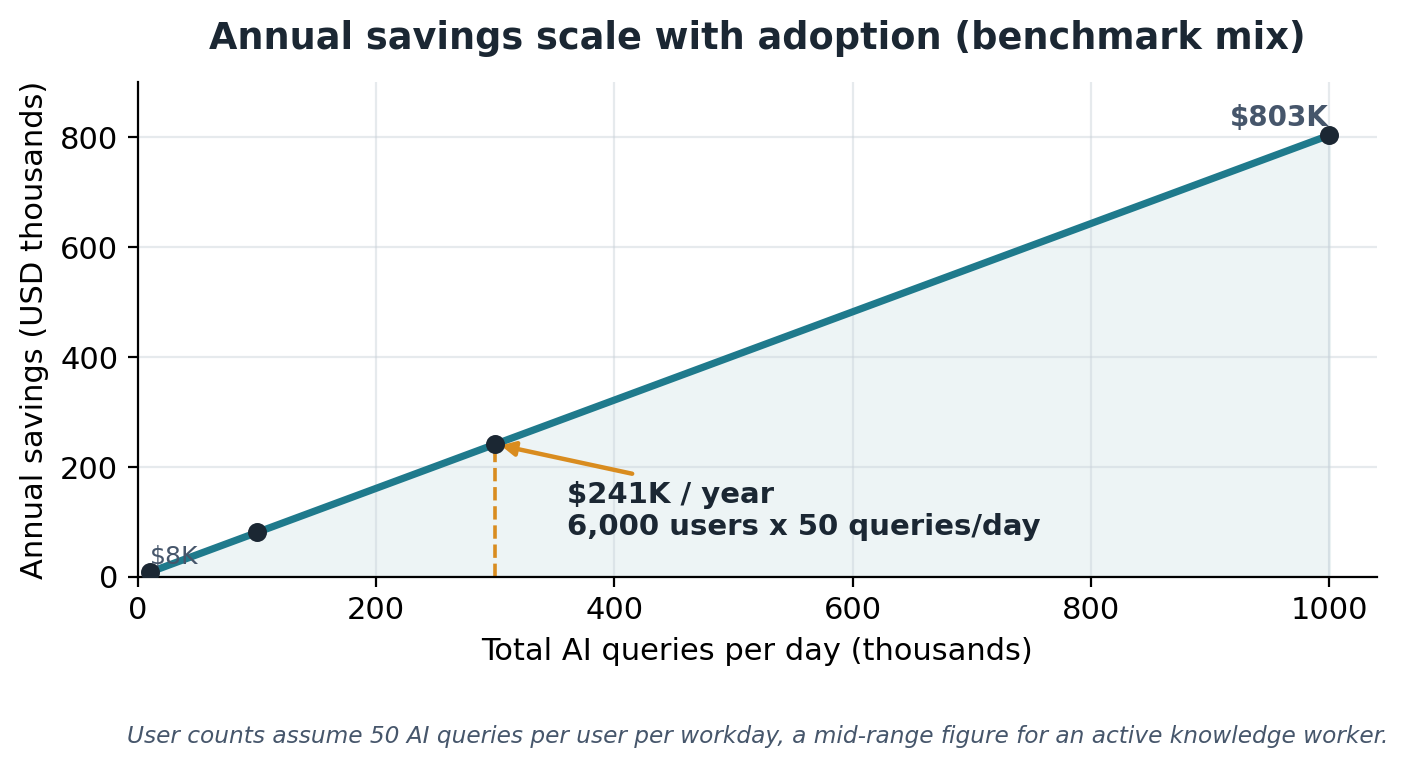 Annual savings scale with adoption (benchmark mix)
Annual savings (USD thousands)
800
600
400
200
0
$803K
$241K / year
6,000 users x 50 queries/day
$8K
0 200 400 600 800 1000
Total AI queries per day (thousands)
User counts assume 50 AI queries per user per workday, a mid-range figure for an active knowledge worker.